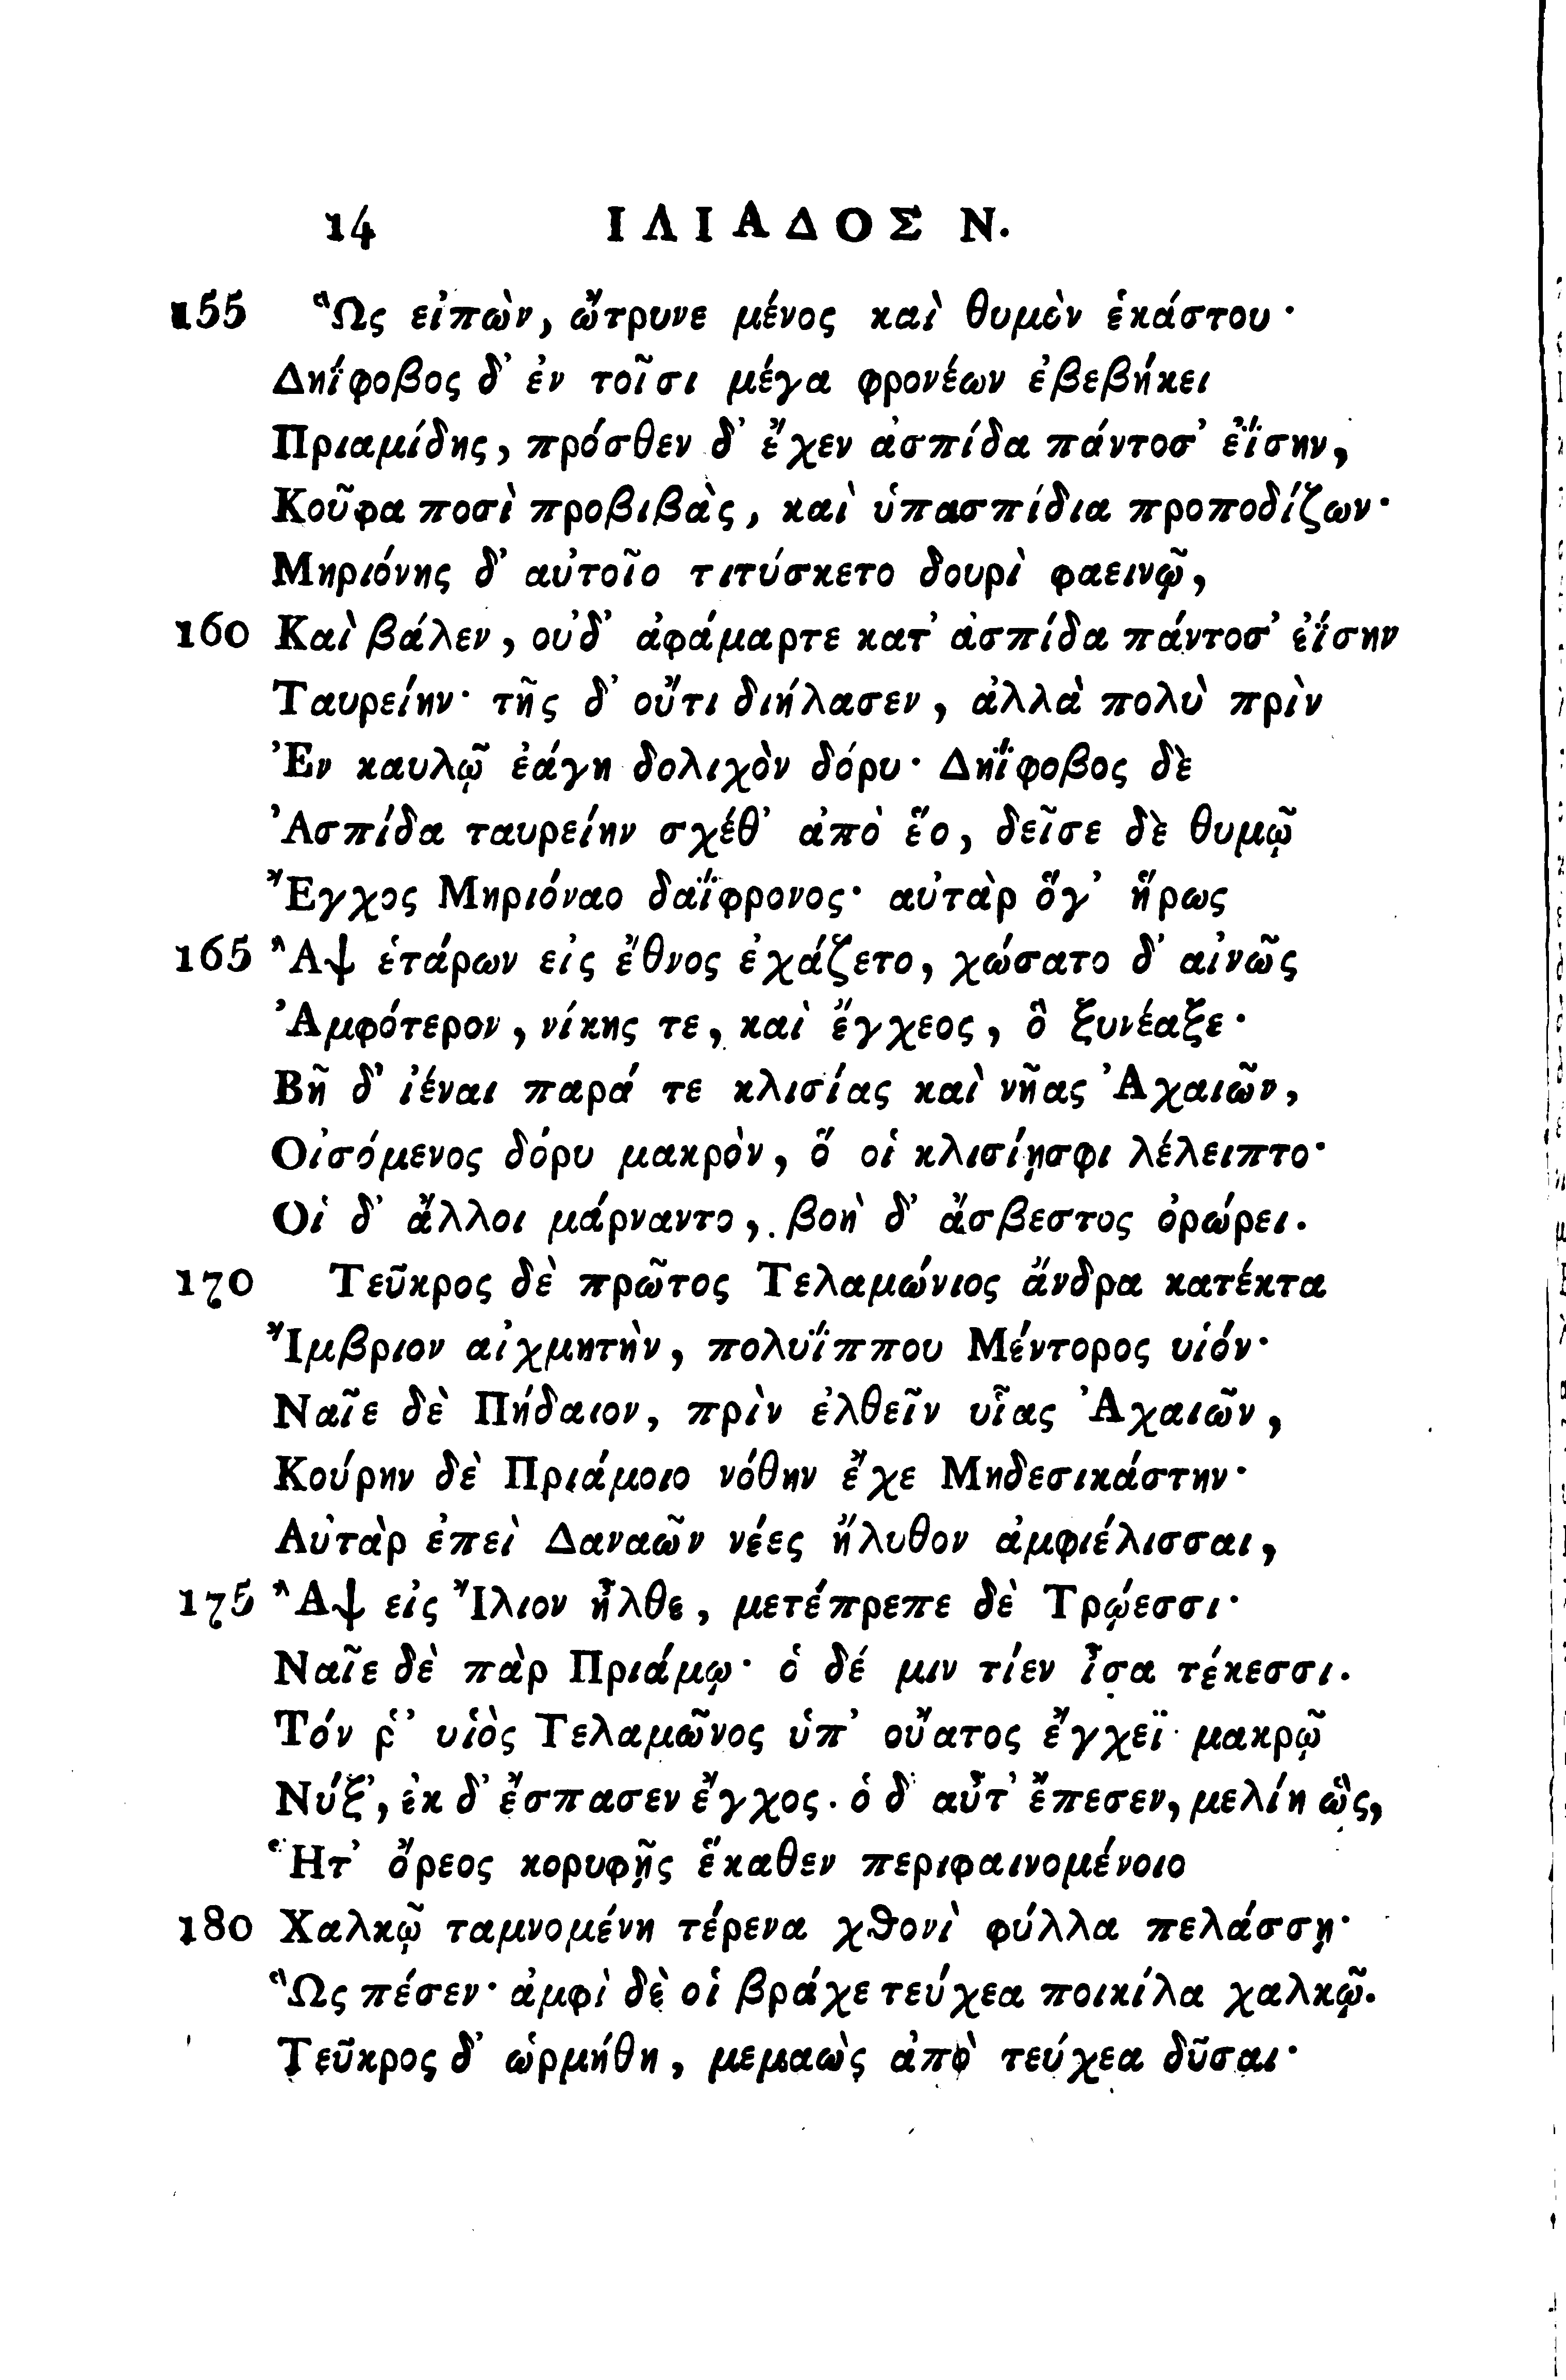 14 ΙΛΙΑΔΟΣ Ν.
155 Ὣς εἰπὼν, ὤτρυνε μένος καὶ θυμὸν ἑκάστου·
Δηΐφοβος δ’ ἐν τοῖσι μέγα φρονέων ἐβεβήκει
Πριαμίδης, πρόσθεν δ’ ἔχεν ἀσπίδα πάντοσ’ ἐΐσην,
Κοῦφα ποσὶ προβιβὰς, καὶ ὑπασπίδια προποδίζων·
Μηριόνης δ’ αὐτοῖο τιτύσκετο δουρὶ φαεινῷ,
160 Καὶ βάλεν, οὐδ’ ἀφάμαρτε κατ’ ἀσπίδα πάντοσ’ ἐΐσην
Ταυρείην· τῆς δ’ οὔτι διήλασεν, ἀλλὰ πολὺ πρὶν
Ἐν καυλῷ ἐάγη δολιχὸν δόρυ· Δηΐφοβος δὲ
Ἀσπίδα ταυρείην σχέθ’ ἀπὸ ἕο, δεῖσε δὲ θυμῷ
Ἔγχος Μηριόναο δαΐφρονος· αὐτὰρ ὅγ’ ἥρως
165 Ἂψ ἑτάρων εἰς ἔθνος ἐχάζετο, χώσατο δ’ αἰνῶς
Ἀμφότερον, νίκης τε, καὶ ἔγχεος, ὃ ξυνέαξε·
Βῆ δ’ ἰέναι παρά τε κλισίας καὶ νῆας Ἀχαιῶν,
Οἰσόμενος δόρυ μακρὸν, ὅ οἱ κλισίῃσφι λέλειπτο·
Οἱ δ’ ἄλλοι μάρναντο, βοὴ δ’ ἄσβεστος ὀρώρει.
170 Τεῦκρος δὲ πρῶτος Τελαμώνιος ἄνδρα κατέκτα
Ἴμβριον αἰχμητὴν, πολυΐππου Μέντορος υἱόν·
Ναῖε δὲ Πήδαιον, πρὶν ἐλθεῖν υἷας Ἀχαιῶν,
Κούρην δὲ Πριάμοιο νόθην ἔχε Μηδεσικάστην·
Αὐτὰρ ἐπεὶ Δαναῶν νέες ἤλυθον ἀμφιέλισσαι,
175 Ἂψ εἰς Ἴλιον ἦλθε, μετέπρεπε δὲ Τρώεσσι·
Ναῖε δὲ πὰρ Πριάμῳ· ὁ δέ μιν τίεν ἶσα τέκεσσι.
Τόν ῥ’ υἱὸς Τελαμῶνος ὑπ’ οὔατος ἔγχεϊ μακρῷ
Νύξ’, ἐκ δ’ ἔσπασεν ἔγχος· ὁ δ’ αὖτ’ ἔπεσεν, μελίη ὣς,
Ἥτ’ ὄρεος κορυφῇς ἕκαθεν περιφαινομένοιο
180 Χαλκῷ ταμνομένη τέρενα χθονὶ φύλλα πελάσσῃ·
Ὣς πέσεν· ἀμφὶ δὲ οἱ βράχε τεύχεα ποικίλα χαλκῷ.
Τεῦκρος δ’ ὡρμήθη, μεμαὼς ἀπὸ τεύχεα δῦσαι·